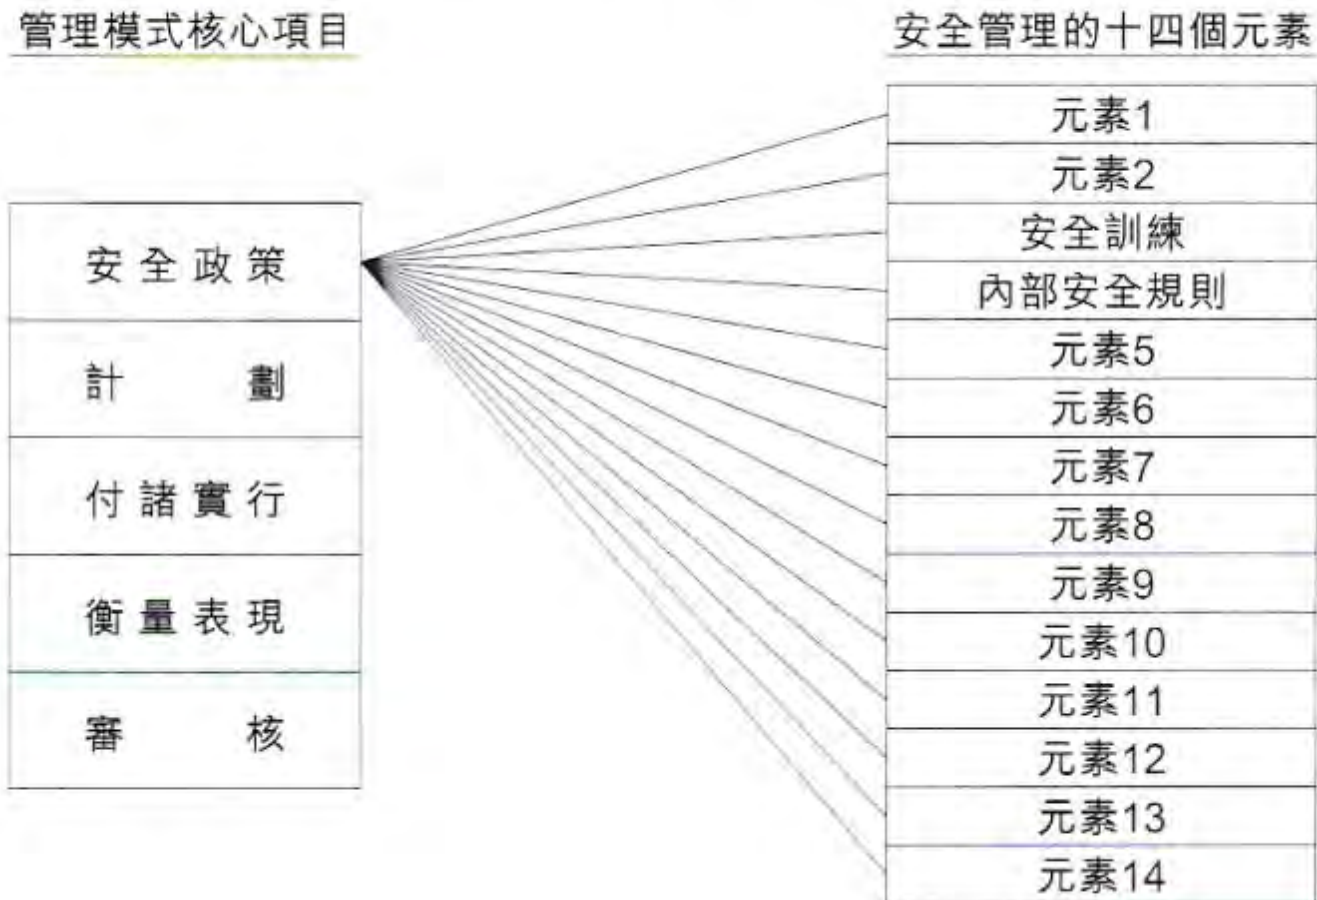 管理模式核心項目
安全政策
計劃
付諸實行
衡量表現
審核
安全管理的十四個元素
元素1
元素2
安全訓練
內部安全規則
元素5
元素6
元素7
元素8
元素9
元素10
元素11
元素12
元素13
元素14